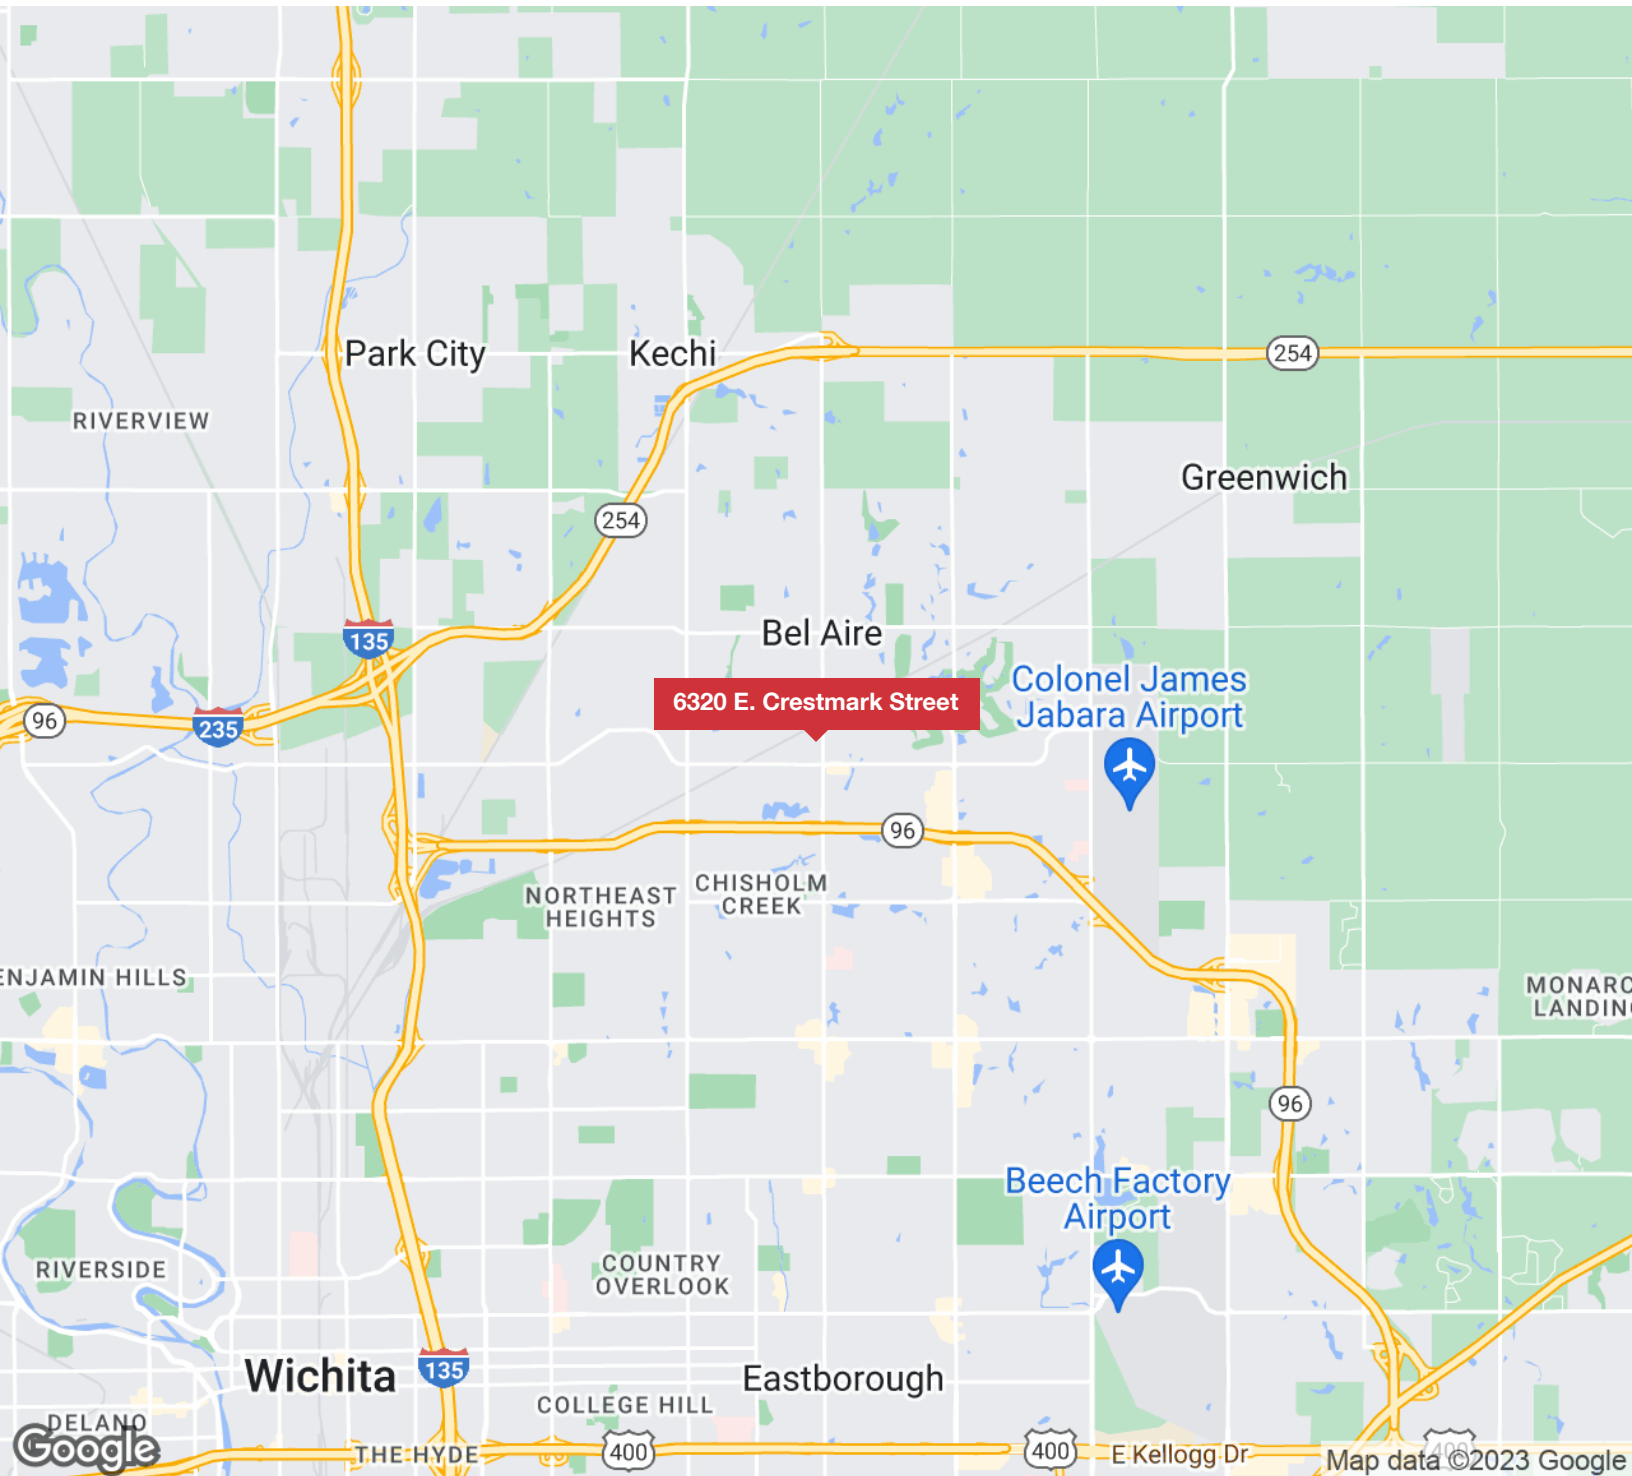 Park City
Kechi
254
RIVERVIEW
Greenwich
254
135
Bel Aire
6320 E. Crestmark Street
Colonel James
Jabara Airport
96
235
96
NORTHEAST
HEIGHTS
CHISHOLM
CREEK
ENJAMIN HILLS
MONARC
LANDING
96
Beech Factory
Airport
RIVERSIDE
COUNTRY
OVERLOOK
Wichita
135
Eastborough
COLLEGE HILL
DELANO
Google
THE HYDE
400
400
E Kellogg Dr
400
Map data ©2023 Google